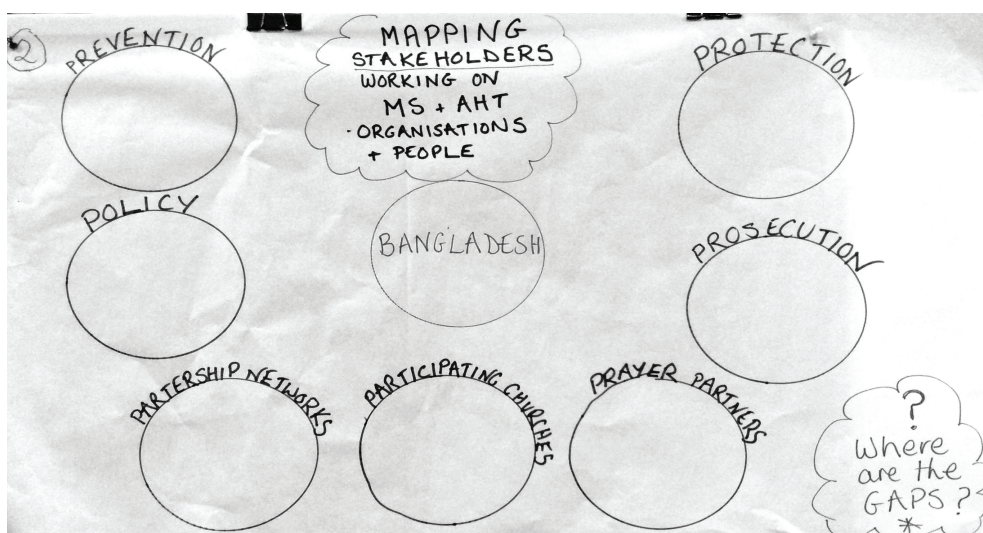 2
PREVENTION
MAPPING
STAKEHOLDERS
WORKING ON
MS + AHT
· ORGANISATIONS
+ PEOPLE
PROTECTION
POLICY
BANGLADESH
PROSECUTION
PARTERSHIP NETWORKS
PARTICIPATING CHURCHES
PRAYER PARTNERS
?
Where
are the
GAPS ?
*